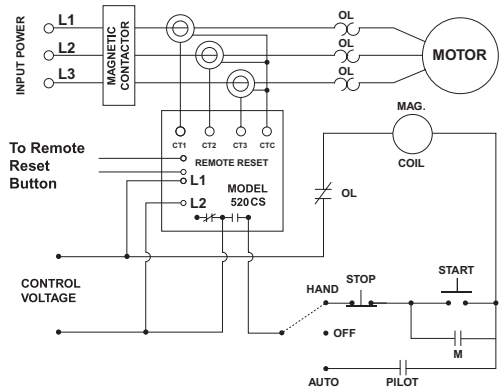 INPUT POWER
L1
L2
L3
MAGNETIC
CONTACTOR
OL
OL
OL
MOTOR
CT1
CT2
CT3
CTC
REMOTE RESET
To Remote
Reset
Button
L1
MODEL
520CS
L2
MAG.
COIL
OL
CONTROL
VOLTAGE
HAND
STOP
START
OFF
M
AUTO
PILOT